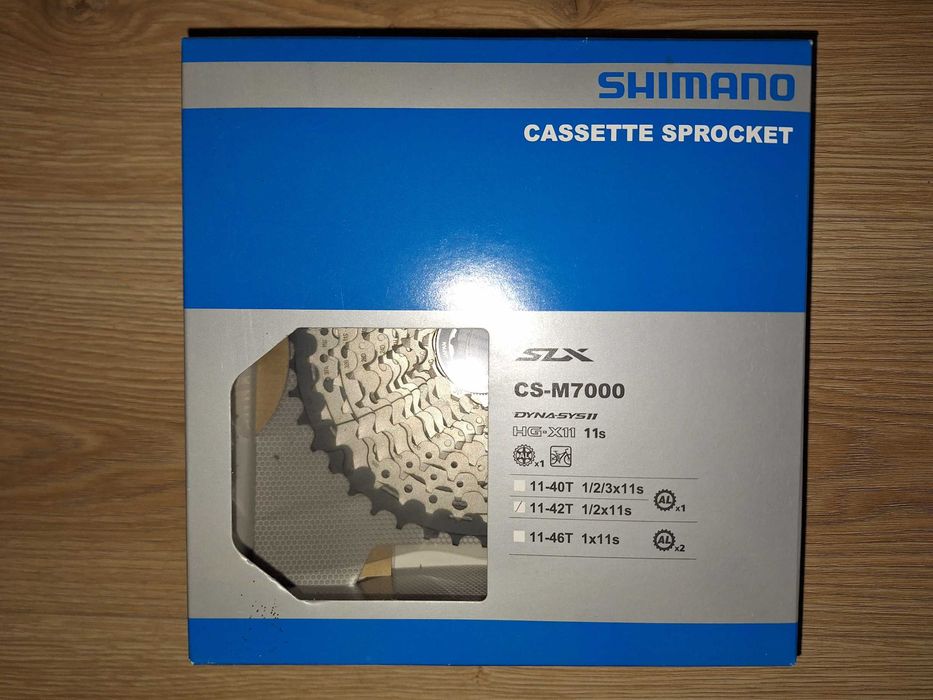 SHIMANO
CASSETTE SPROCKET
SLX
CS-M7000
DYNA-SYS11
HG-X11 11s
x1
11-40T 1/2/3x11s
11-42T 1/2x11s
AL x1
11-46T 1x11s
AL x2